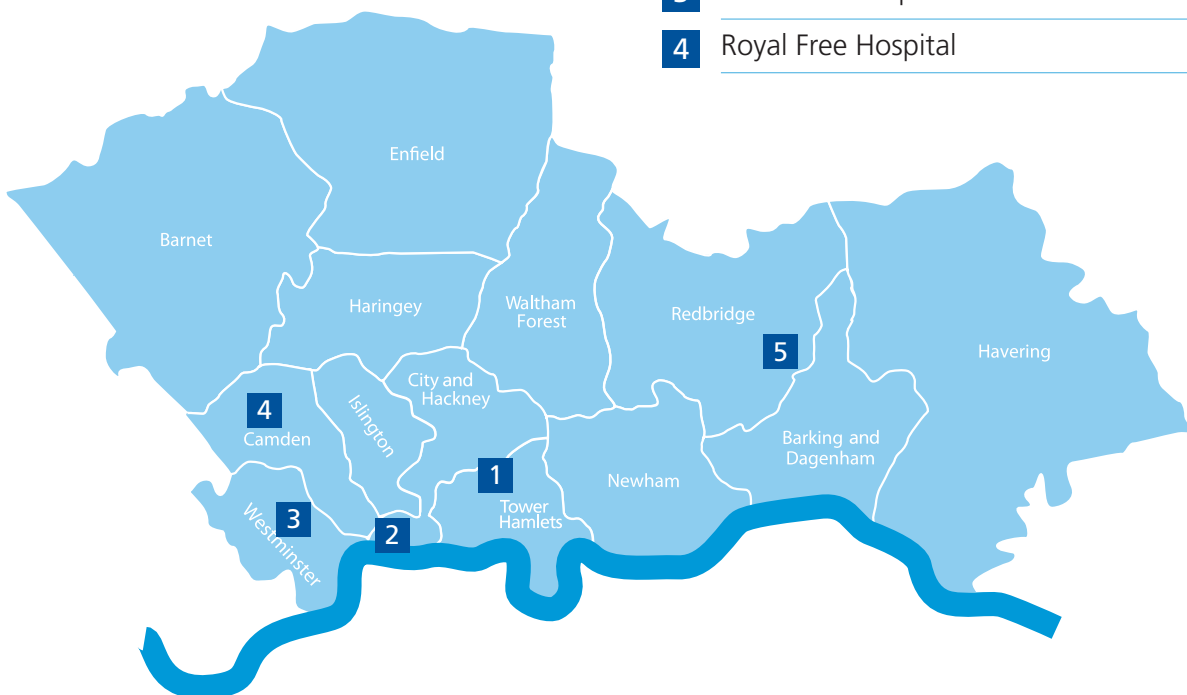 3
4 Royal Free Hospital
Enfield
Barnet
Haringey
Waltham
Forest
Redbridge
5
Havering
City and
Hackney
Islington
4
Camden
Barking and
Dagenham
1
Newham
Tower
Hamlets
3
Westminster
2